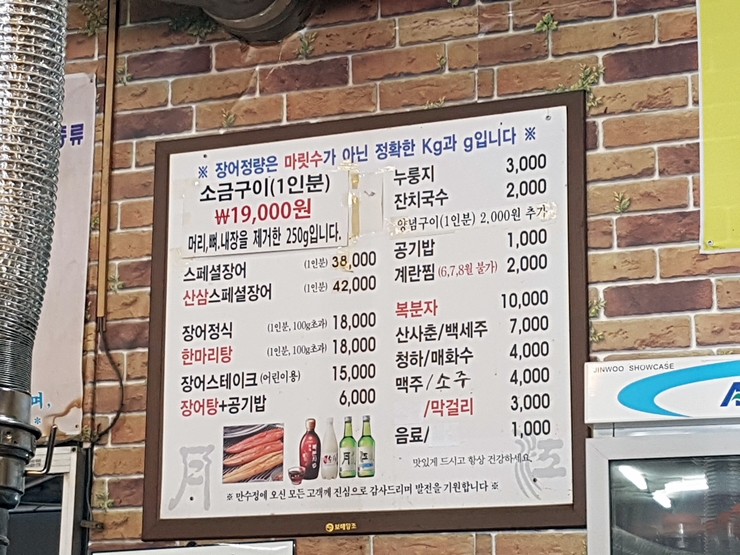 ※ 장어정량은 마릿수가 아닌 정확한 Kg과 g입니다 ※
소금구이(1인분)
₩19,000원
머리,뼈,내장을 제거한 250g입니다.
스페셜장어 (1인분) 38,000
산삼스페셜장어 (1인분) 42,000
장어정식 (1인분, 100g초과) 18,000
한마리탕 (1인분, 100g초과) 18,000
장어스테이크 (어린이용) 15,000
장어탕+공기밥 6,000
누룽지 3,000
잔치국수 2,000
양념구이(1인분) 2,000원 추가
공기밥 1,000
계란찜 (6,7,8월 불가) 2,000
복분자 10,000
산사춘/백세주 7,000
청하/매화수 4,000
맥주/소주 4,000
/막걸리 3,000
음료/ 1,000
맛있게 드시고 항상 건강하세요
※ 만수정에 오신 모든 고객께 진심으로 감사드리며 발전을 기원합니다 ※
보해양조
류
며,
JINWOO SHOWCASE